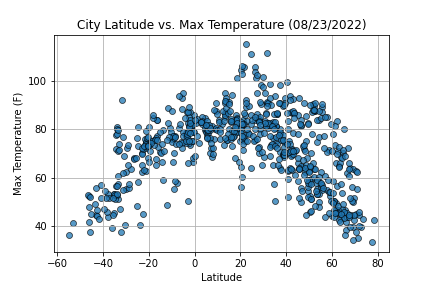 City Latitude vs. Max Temperature (08/23/2022)
100
80
60
40
Max Temperature (F)
−60 −40 −20 0 20 40 60 80
Latitude